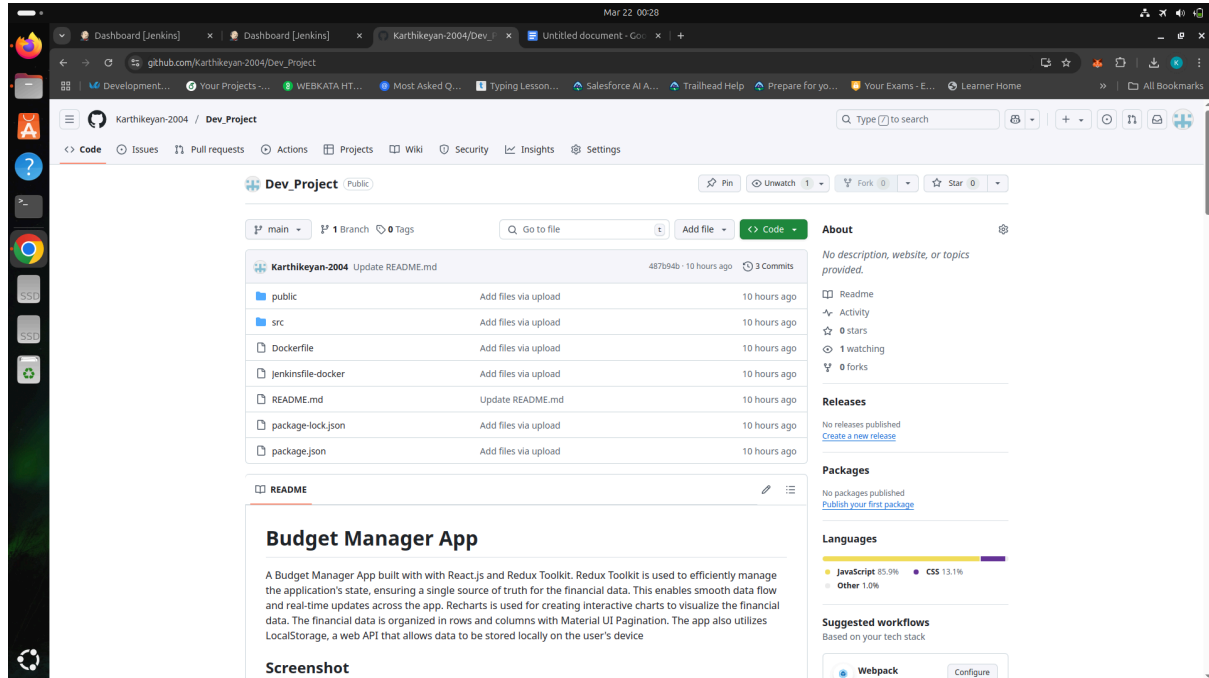 Mar 22 00:28
Dashboard [Jenkins] × Dashboard [Jenkins] × Karthikeyan-2004/Dev_P × Untitled document - Goo × +
github.com/Karthikeyan-2004/Dev_Project
Development... Your Projects -... WEBKATA HT... Most Asked Q... Typing Lesson... Salesforce AI A... Trailhead Help Prepare for yo... Your Exams - E... Learner Home » All Bookmarks
Karthikeyan-2004 / Dev_Project Type / to search
Code Issues Pull requests Actions Projects Wiki Security Insights Settings
Dev_Project Public Pin Unwatch 1 Fork 0 Star 0
main 1 Branch 0 Tags Go to file t Add file <> Code
Karthikeyan-2004 Update README.md 487b94b · 10 hours ago 3 Commits
public Add files via upload 10 hours ago
src Add files via upload 10 hours ago
Dockerfile Add files via upload 10 hours ago
Jenkinsfile-docker Add files via upload 10 hours ago
README.md Update README.md 10 hours ago
package-lock.json Add files via upload 10 hours ago
package.json Add files via upload 10 hours ago
README
Budget Manager App
A Budget Manager App built with with React.js and Redux Toolkit. Redux Toolkit is used to efficiently manage
the application's state, ensuring a single source of truth for the financial data. This enables smooth data flow
and real-time updates across the app. Recharts is used for creating interactive charts to visualize the financial
data. The financial data is organized in rows and columns with Material UI Pagination. The app also utilizes
LocalStorage, a web API that allows data to be stored locally on the user's device
Screenshot
About
No description, website, or topics
provided.
Readme
Activity
0 stars
1 watching
0 forks
Releases
No releases published
Create a new release
Packages
No packages published
Publish your first package
Languages
JavaScript 85.9% CSS 13.1%
Other 1.0%
Suggested workflows
Based on your tech stack
Webpack Configure
SSD
SSD